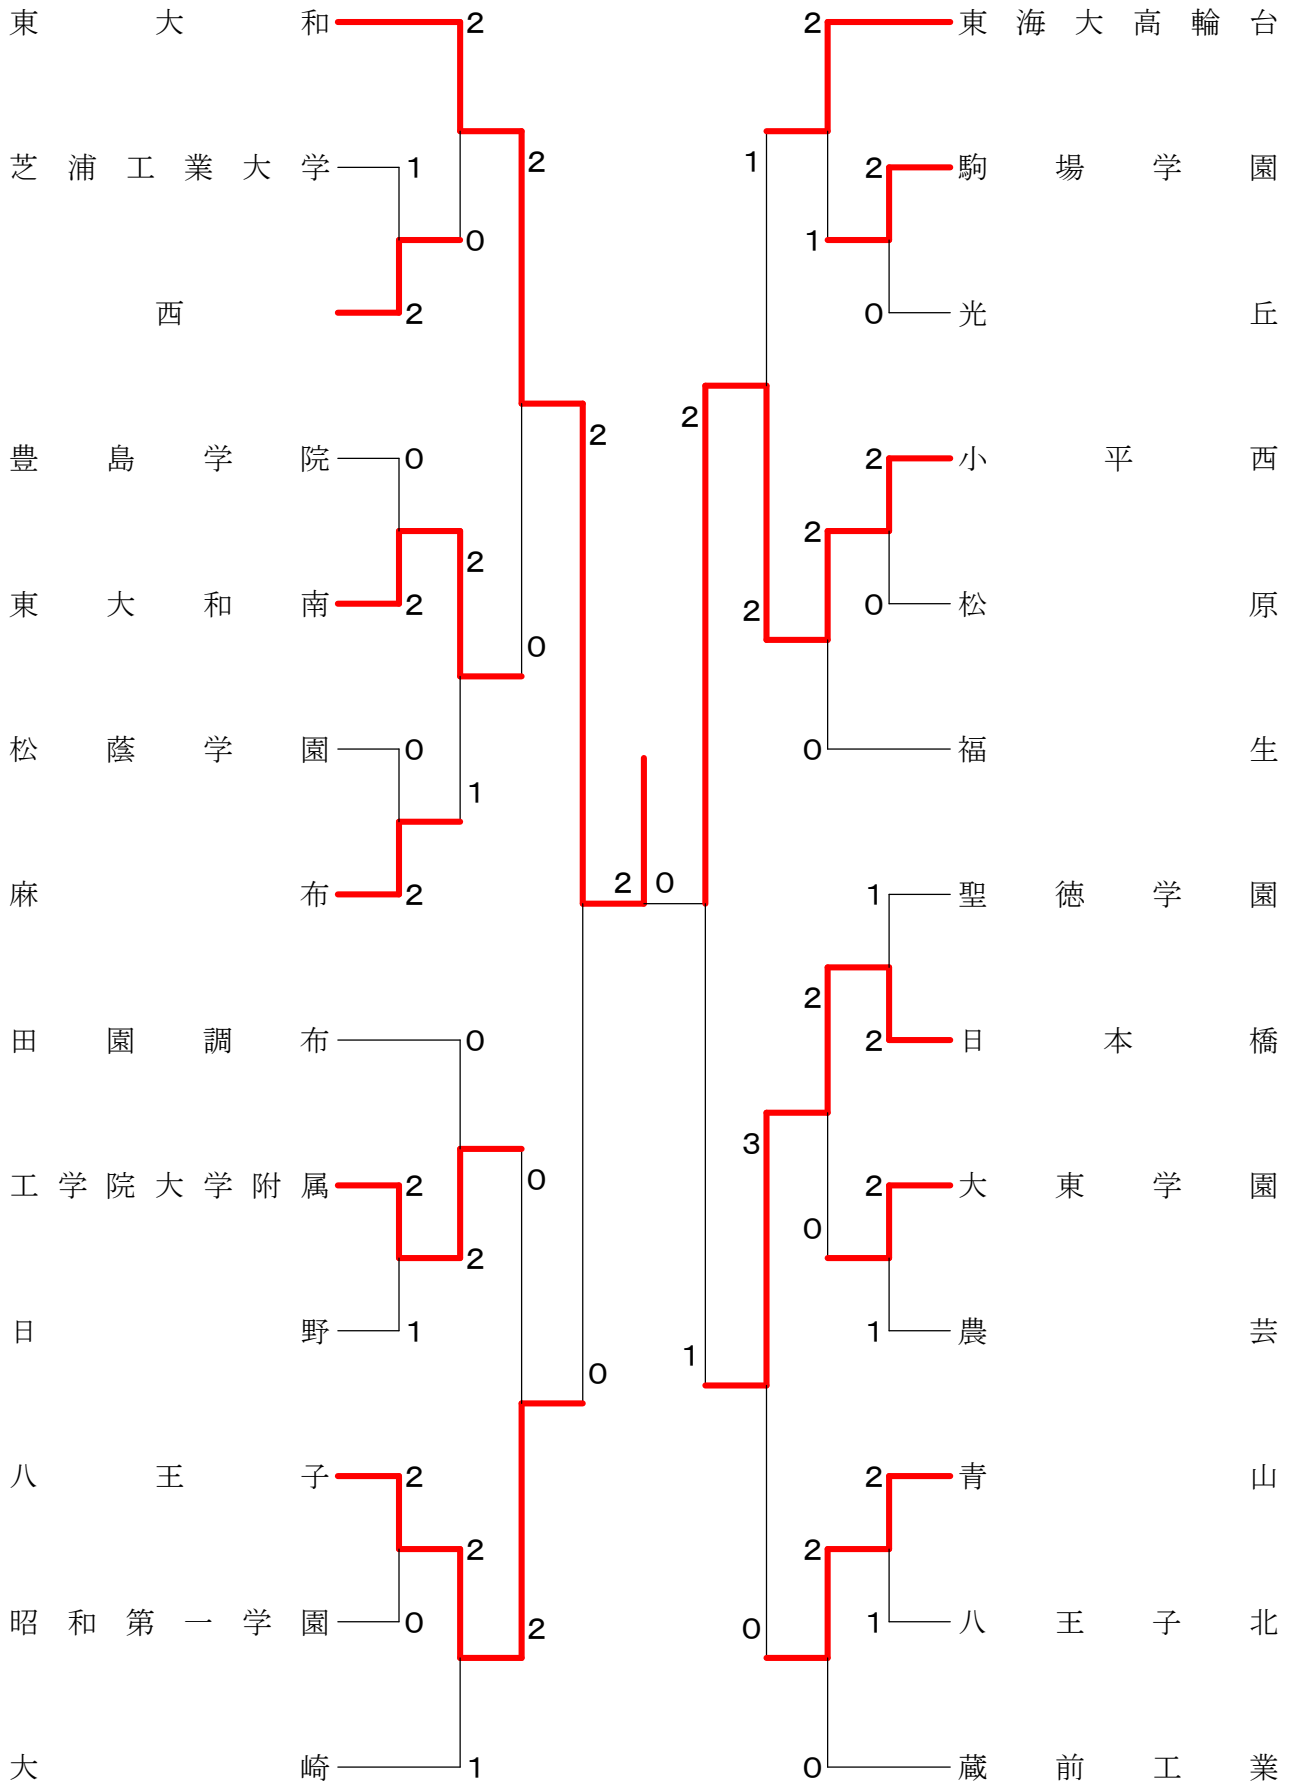 東大和 2 2 東海大高輪台
芝浦工業大学 1 2 1 2 駒場学園
0 1
西 2 0 光丘
2 2
豊島学院 0 2 小平西
2 2
東大和南 2 2 0 松原
0
松蔭学園 0 0 福生
1
麻布 2 2 0 1 聖徳学園
2
田園調布 0 2 日本橋
3
工学院大学附属 2 0 2 大東学園
2 0
日野 1 1 農芸
0 1
八王子 2 2 青山
2 2
昭和第一学園 0 2 0 1 八王子北
大崎 1 0 蔵前工業